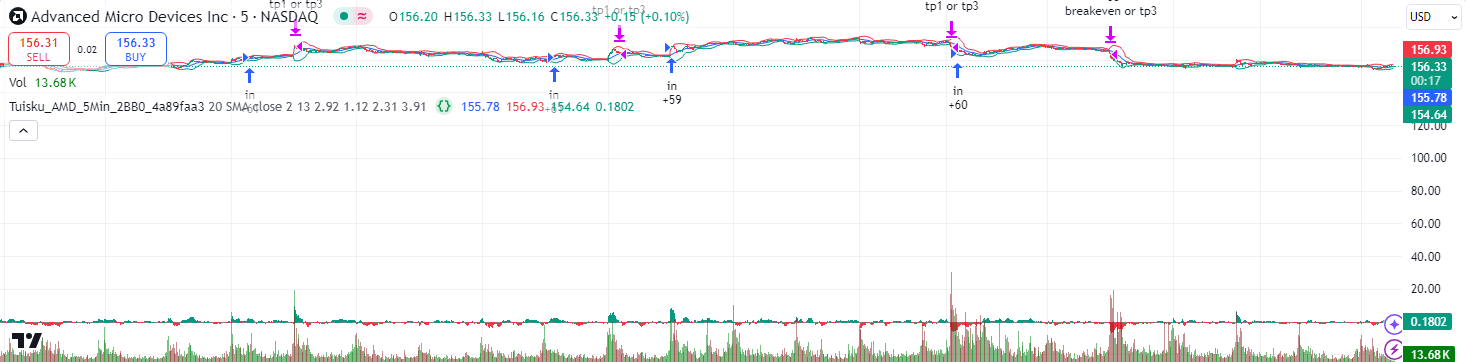 tp1 or tp3
Advanced Micro Devices Inc · 5 · NASDAQ
O156.20 H156.33 L156.16 C156.33 +0.15 (+0.10%)
tp1 or tp3
tp1 or tp3
breakeven or tp3
USD
156.31
SELL
0.02
156.33
BUY
156.93
156.33
00:17
155.78
154.64
Vol 13.68 K
in
in
in
+59
in
+60
Tuisku_AMD_5Min_2BB0_4a89faa3 20 SMA close 2 13 2.92 1.12 2.31 3.91
155.78 156.93 154.64 0.1802
120.00
100.00
80.00
60.00
40.00
20.00
0.1802
13.68 K